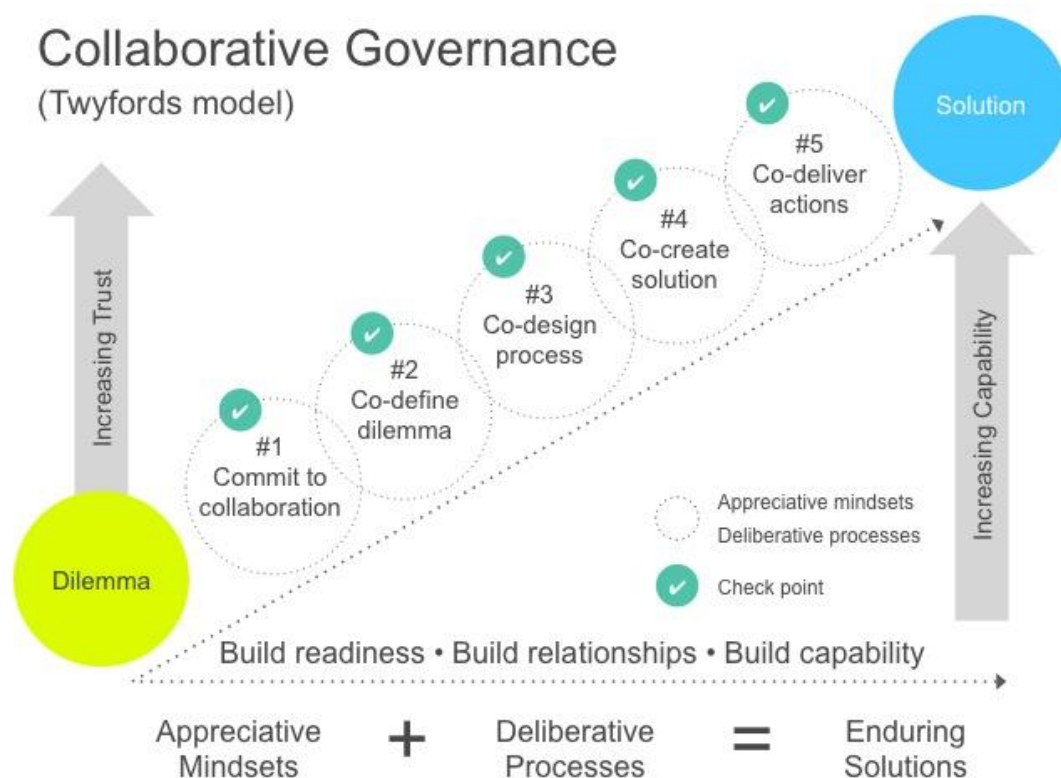 Collaborative Governance
(Twyfords model)
Solution
#5
Co-deliver
actions
#4
Co-create
solution
#3
Co-design
process
#2
Co-define
dilemma
#1
Commit to
collaboration
Increasing Trust
Increasing Capability
Dilemma
Appreciative mindsets
Deliberative processes
Check point
Build readiness • Build relationships • Build capability
Appreciative
Mindsets
+
Deliberative
Processes
=
Enduring
Solutions